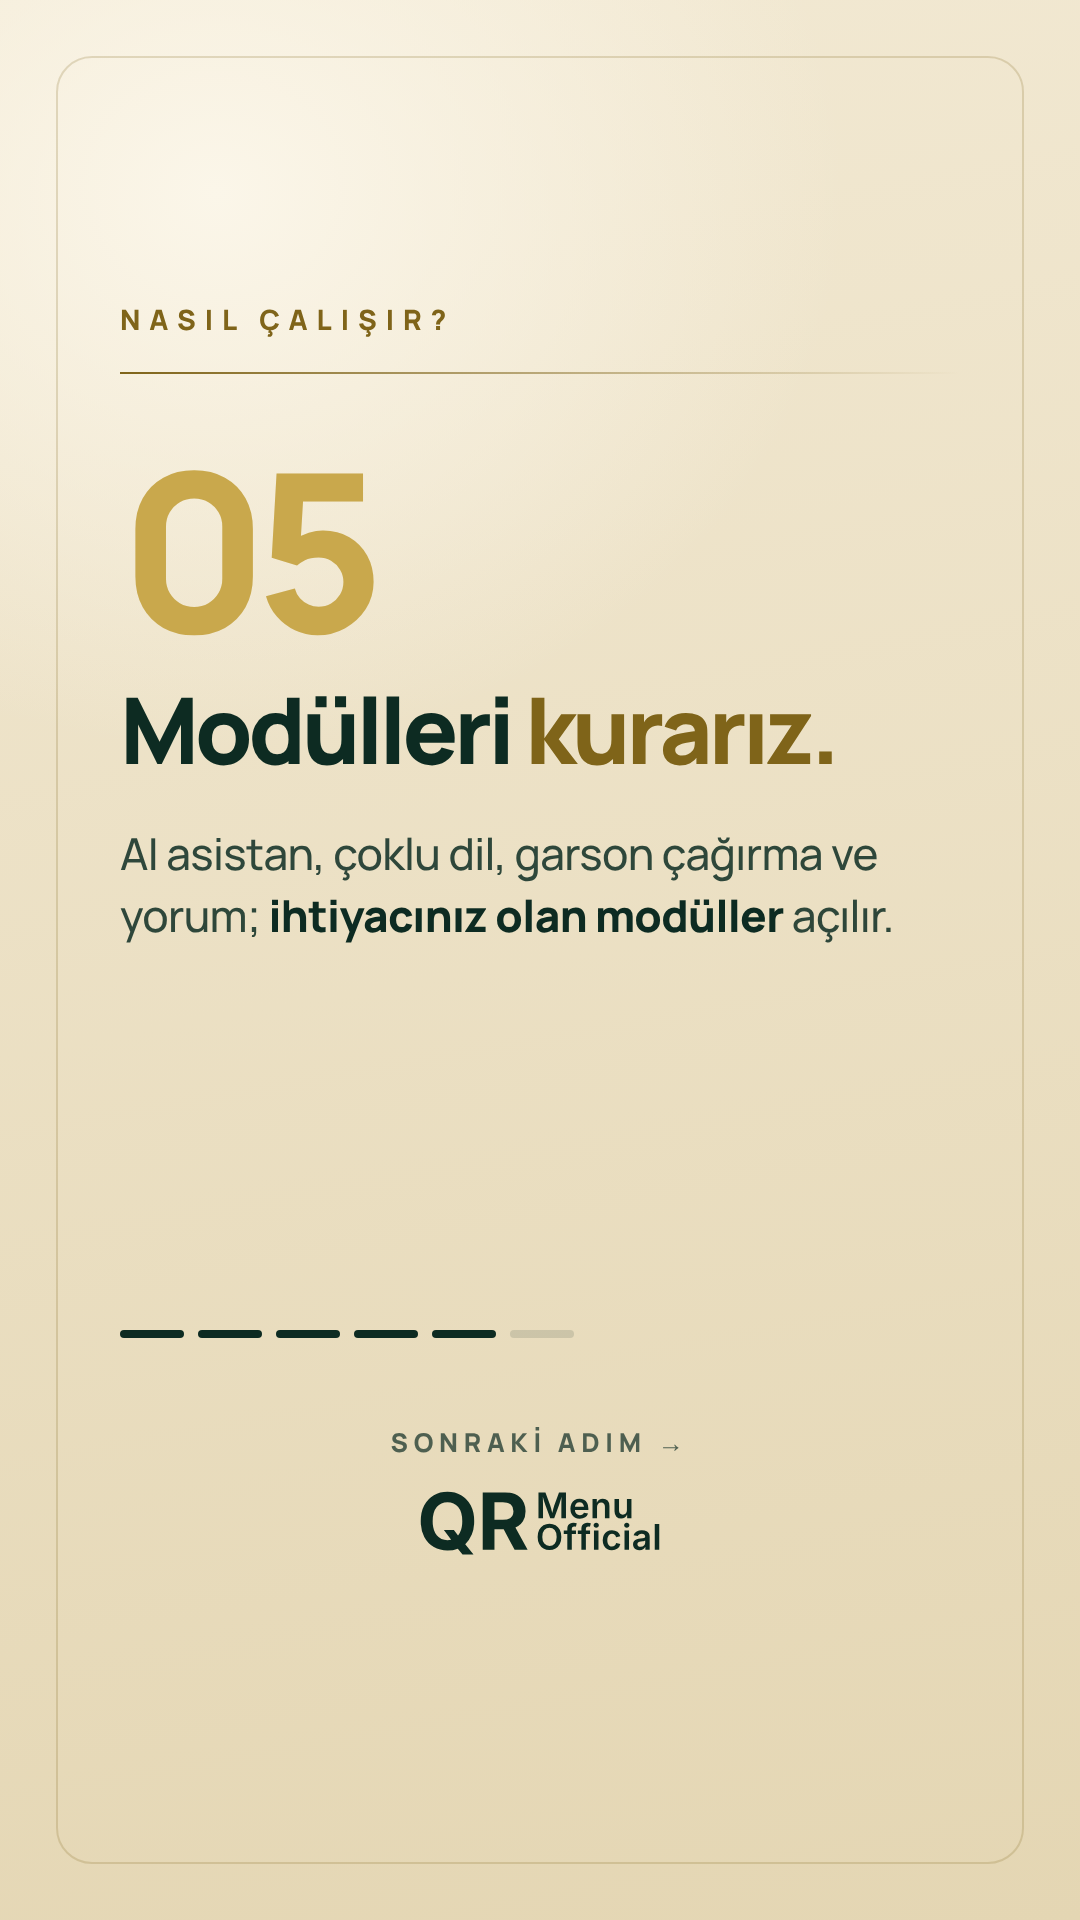 NASIL ÇALIŞIR?
05
Modülleri kurarız.
AI asistan, çoklu dil, garson çağırma ve
yorum; ihtiyacınız olan modüller açılır.
SONRAKİ ADIM →
QR Menu
Official